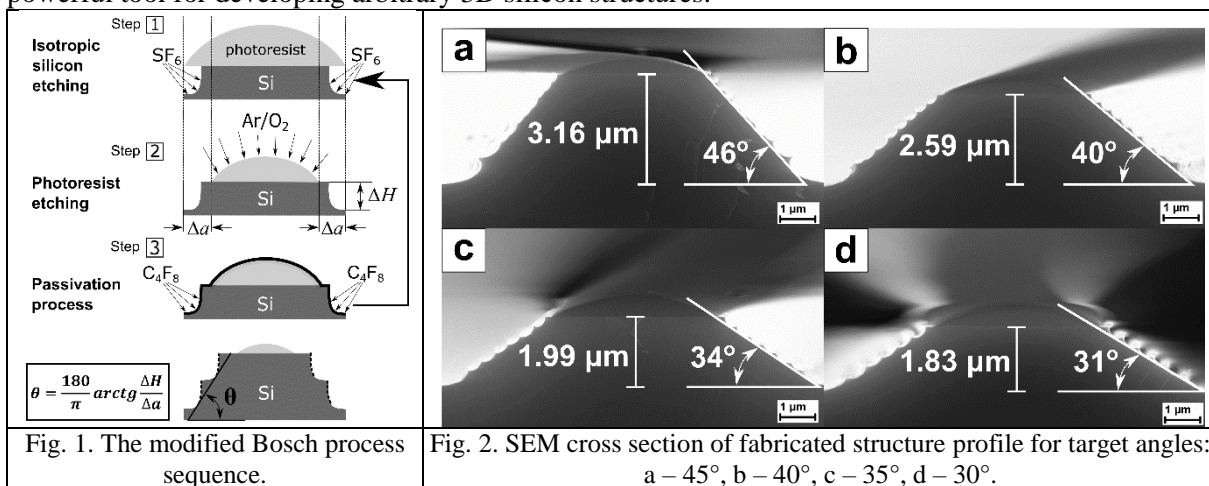 powerful tool for developing arbitrary 3D silicon structures.
Step 1
Isotropic
silicon
etching
SF6
photoresist
SF6
Si
Step 2
Ar/O2
Photoresist
etching
Si
ΔH
Δa
Δa
Step 3
Passivation
process
C4F8
C4F8
Si
θ = 180/π arctg ΔH/Δa
Si
θ
a
3.16 µm
46°
1 µm
b
2.59 µm
40°
1 µm
c
1.99 µm
34°
1 µm
d
1.83 µm
31°
1 µm
Fig. 1. The modified Bosch process
sequence.
Fig. 2. SEM cross section of fabricated structure profile for target angles:
a – 45°, b – 40°, c – 35°, d – 30°.